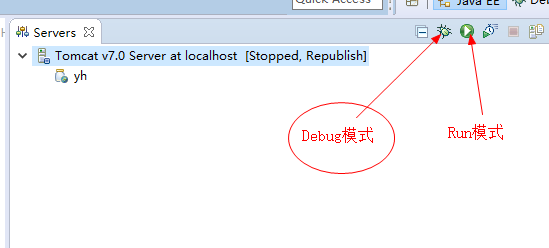 Quick Access
Java EE
Servers
Tomcat v7.0 Server at localhost [Stopped, Republish]
yh
Debug模式
Run模式